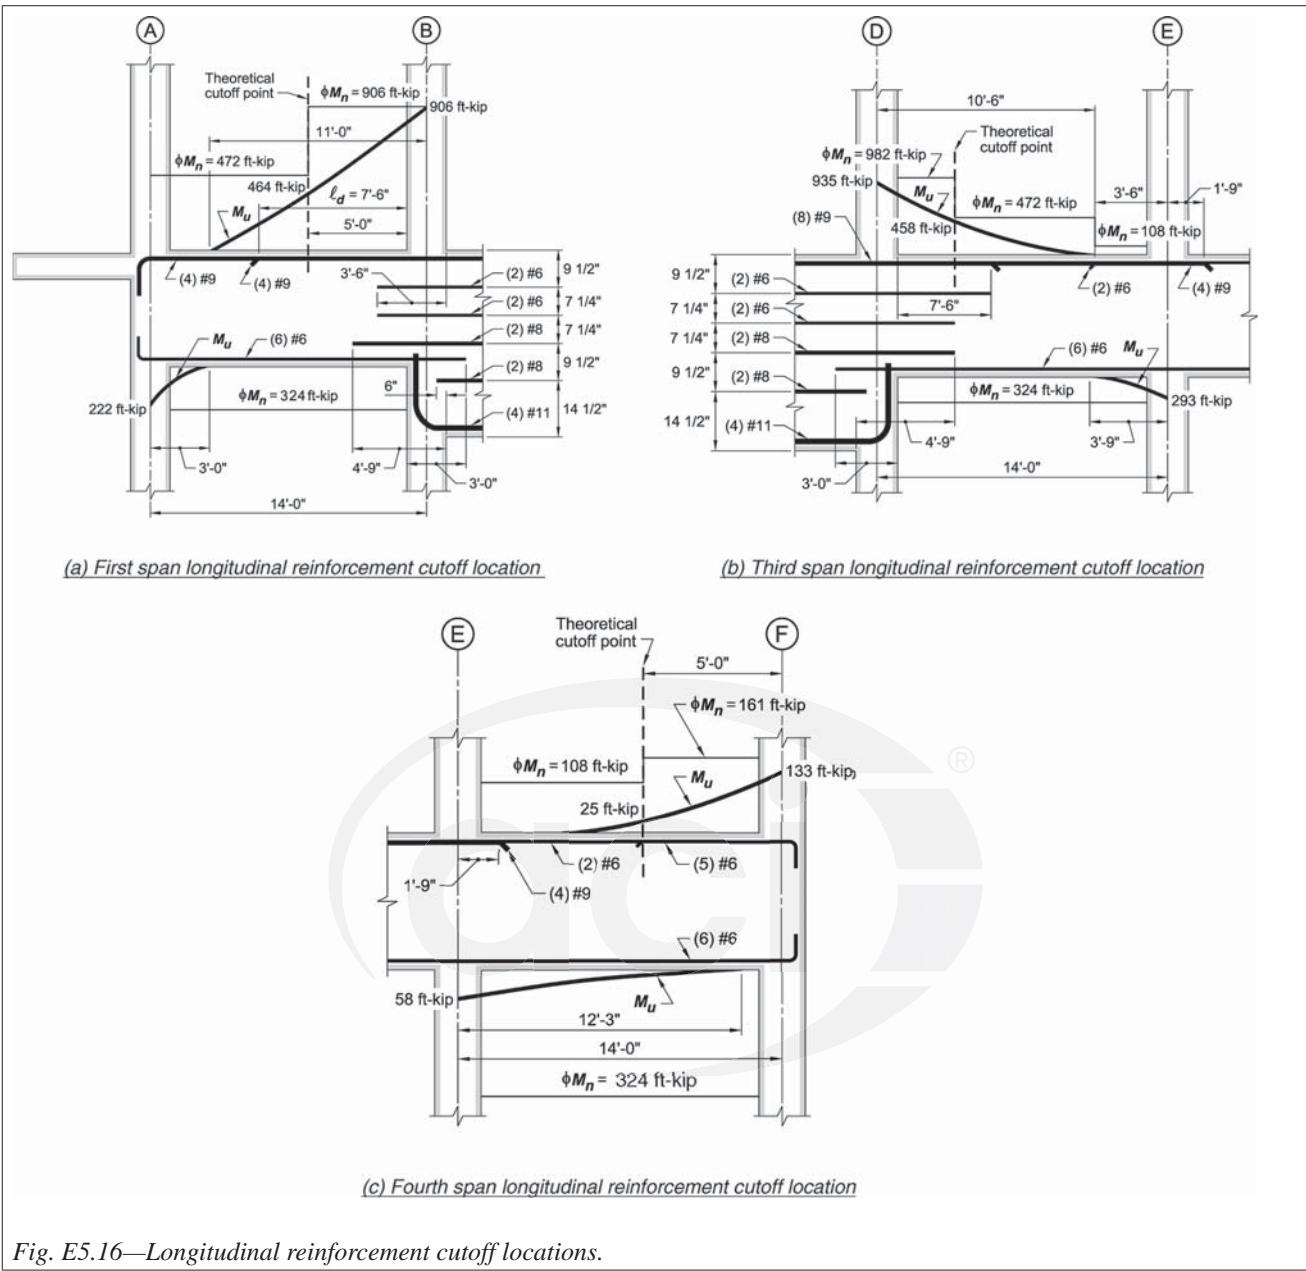 A
B
Theoretical
cutoff point
ϕMn = 906 ft-kip
906 ft-kip
11'-0"
ϕMn = 472 ft-kip
464 ft-kip
ℓd = 7'-6"
Mu
5'-0"
(4) #9
(4) #9
3'-6"
(2) #6
9 1/2"
(2) #6
7 1/4"
Mu
(6) #6
(2) #8
7 1/4"
(2) #8
9 1/2"
6"
222 ft-kip
ϕMn = 324 ft-kip
(4) #11
14 1/2"
3'-0"
4'-9"
3'-0"
14'-0"
(a) First span longitudinal reinforcement cutoff location
D
E
10'-6"
Theoretical
cutoff point
ϕMn = 982 ft-kip
935 ft-kip
Mu
3'-6"
1'-9"
ϕMn = 472 ft-kip
(8) #9
458 ft-kip
ϕMn = 108 ft-kip
9 1/2"
(2) #6
(2) #6
(4) #9
7 1/4"
(2) #6
7'-6"
7 1/4"
(2) #8
(6) #6
Mu
9 1/2"
(2) #8
ϕMn = 324 ft-kip
293 ft-kip
14 1/2"
(4) #11
4'-9"
3'-9"
14'-0"
3'-0"
(b) Third span longitudinal reinforcement cutoff location
E
F
Theoretical
cutoff point
5'-0"
ϕMn = 161 ft-kip
ϕMn = 108 ft-kip
Mu
133 ft-kip
25 ft-kip
(2) #6
(5) #6
1'-9"
(4) #9
(6) #6
58 ft-kip
Mu
12'-3"
14'-0"
ϕMn = 324 ft-kip
aci
®
(c) Fourth span longitudinal reinforcement cutoff location
Fig. E5.16—Longitudinal reinforcement cutoff locations.